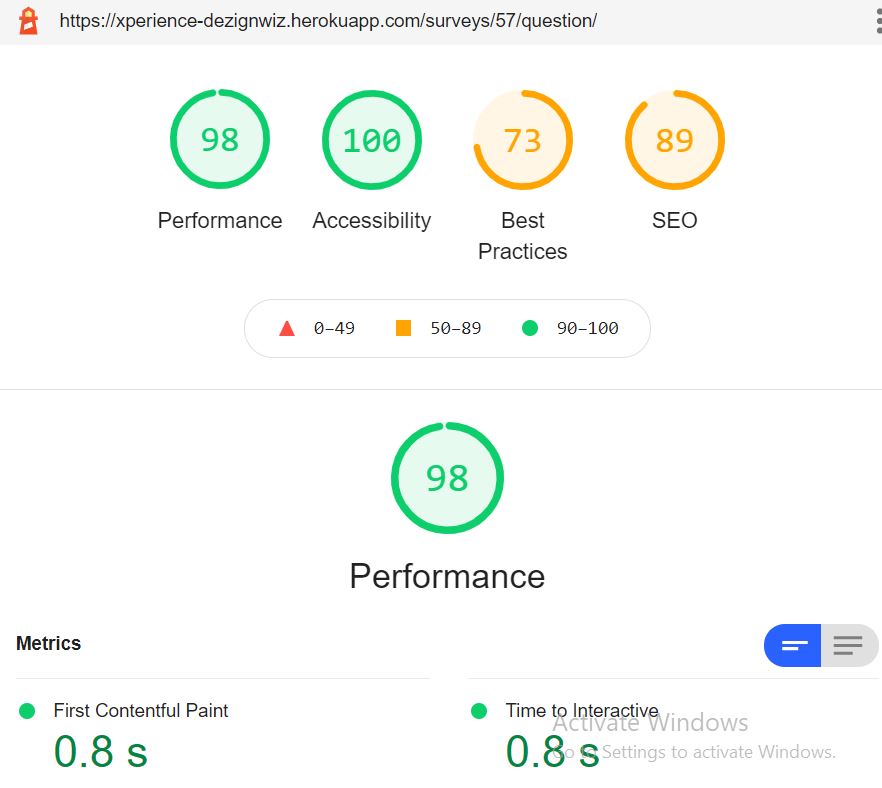 https://xperience-dezignwiz.herokuapp.com/surveys/57/question/
98
100
73
89
Performance
Accessibility
Best
Practices
SEO
0–49
50–89
90–100
98
Performance
Metrics
First Contentful Paint
0.8 s
Time to Interactive
0.8 s
Activate Windows
Go to Settings to activate Windows.